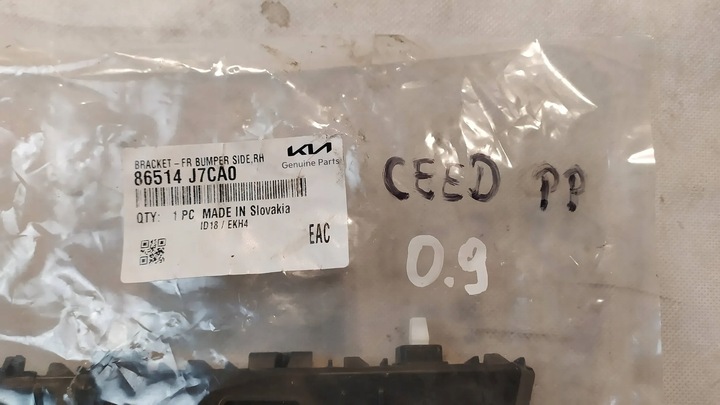 BRACKET - FR BUMPER SIDE,RH
KIA
86514 J7CA0
Genuine Parts
QTY: 1 PC MADE IN Slovakia
ID18 / EKH4
EAC
CEED PP
0.9